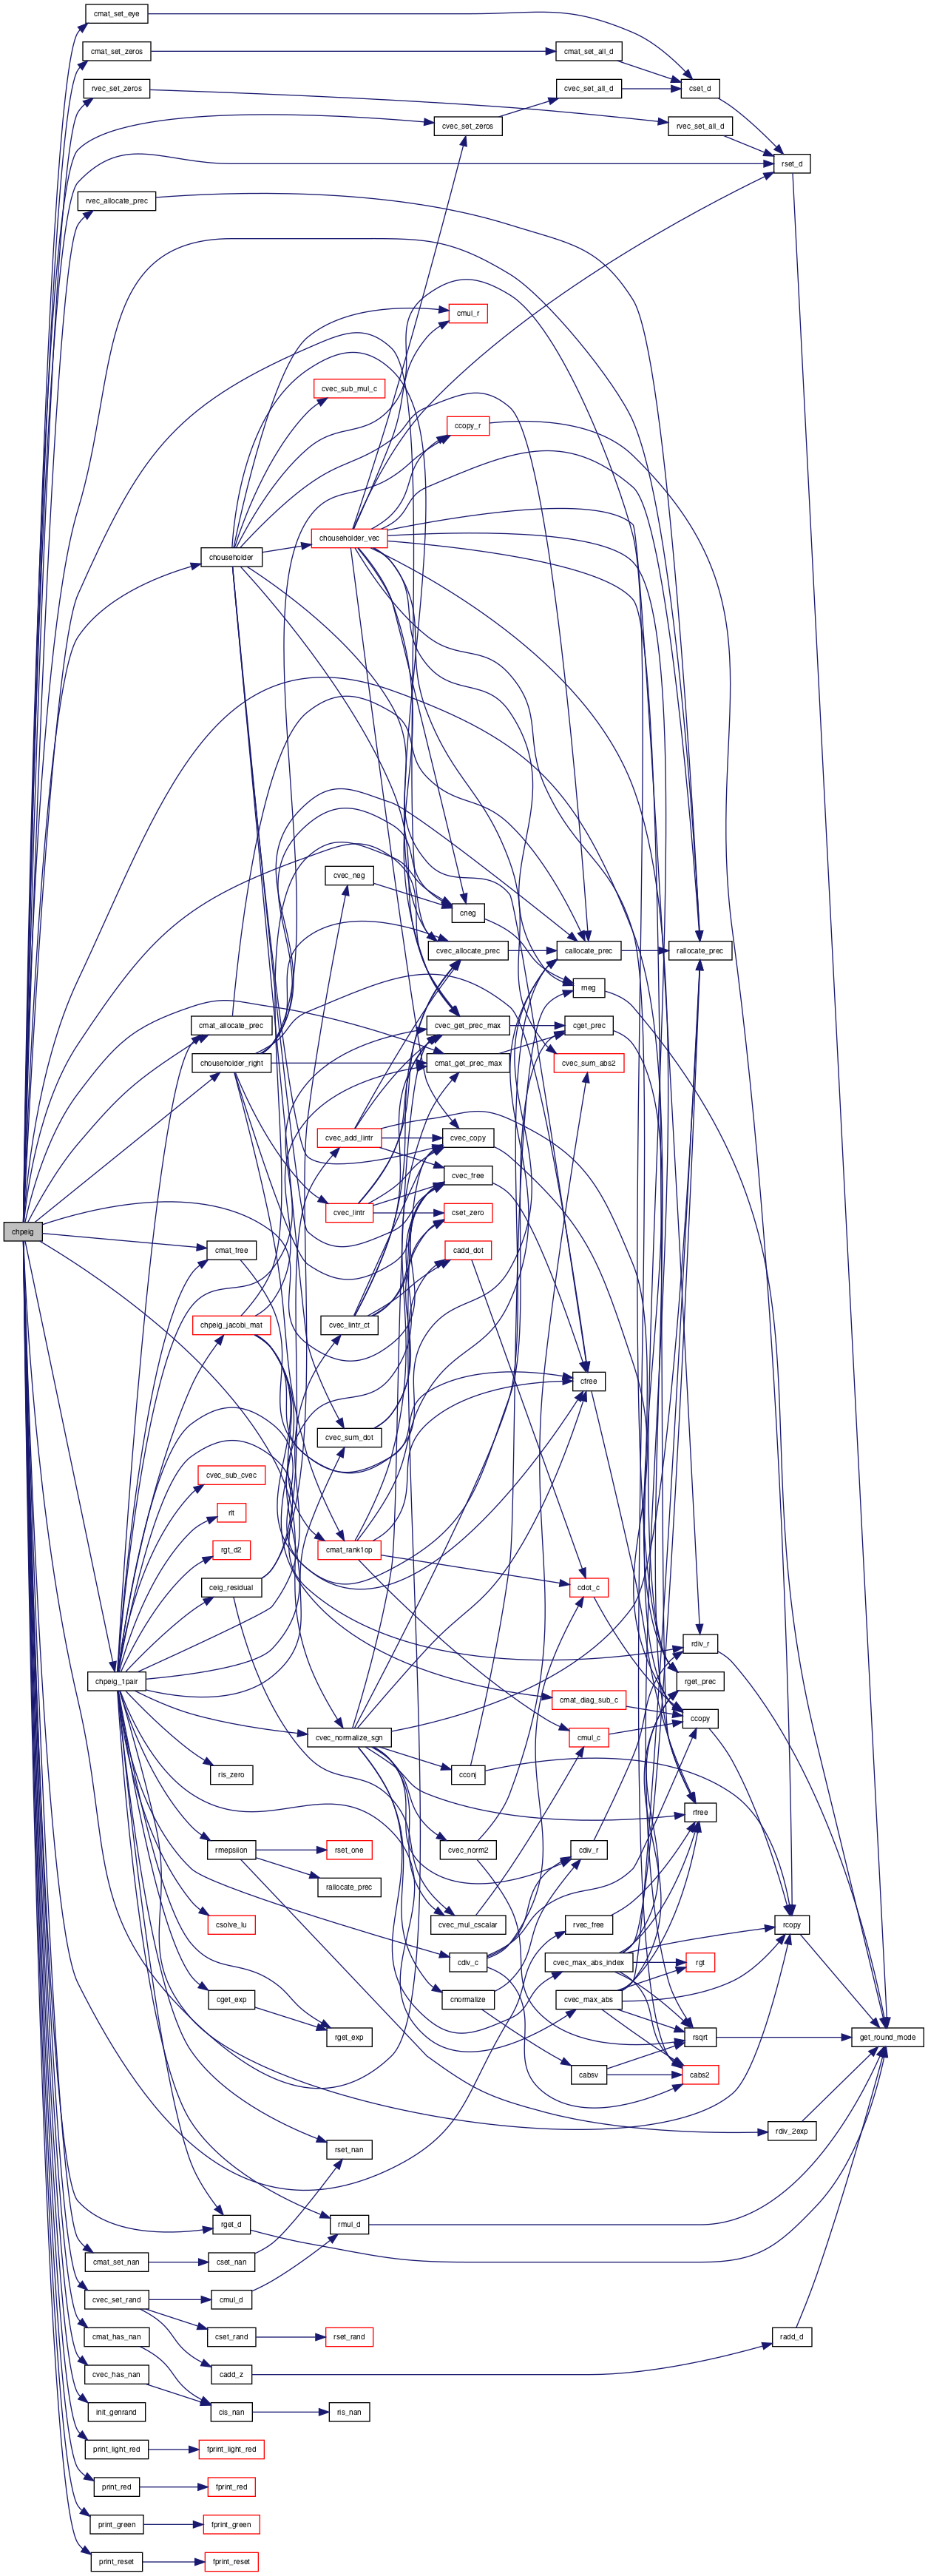 cmat_set_eye
cmat_set_zeros
cmat_set_all_d
rvec_set_zeros
cvec_set_all_d
cset_d
cvec_set_zeros
rvec_set_all_d
rset_d
rvec_allocate_prec
cmul_r
cvec_sub_mul_c
ccopy_r
chouseholder_vec
chouseholder
cvec_neg
cneg
cvec_allocate_prec
callocate_prec
rallocate_prec
rneg
cmat_allocate_prec
cvec_get_prec_max
cget_prec
chouseholder_right
cmat_get_prec_max
cvec_sum_abs2
cvec_add_lintr
cvec_copy
cvec_free
cvec_lintr
cset_zero
chpeig
cmat_free
cadd_dot
chpeig_jacobi_mat
cvec_lintr_ct
cfree
cvec_sum_dot
cvec_sub_cvec
rlt
rgt_d2
cmat_rank1op
ceig_residual
cdot_c
rdiv_r
chpeig_1pair
rget_prec
cmat_diag_sub_c
ccopy
cvec_normalize_sgn
cmul_c
ris_zero
cconj
rfree
rmepsilon
rset_one
cvec_norm2
cdiv_r
rallocate_prec
csolve_lu
cvec_mul_cscalar
rvec_free
rcopy
cdiv_c
cvec_max_abs_index
rgt
cget_exp
cnormalize
cvec_max_abs
rget_exp
rsqrt
get_round_mode
cabsv
cabs2
rdiv_2exp
rset_nan
rget_d
rmul_d
cmat_set_nan
cset_nan
cvec_set_rand
cmul_d
cmat_has_nan
cset_rand
rset_rand
radd_d
cvec_has_nan
cadd_z
init_genrand
cis_nan
ris_nan
print_light_red
fprint_light_red
print_red
fprint_red
print_green
fprint_green
print_reset
fprint_reset